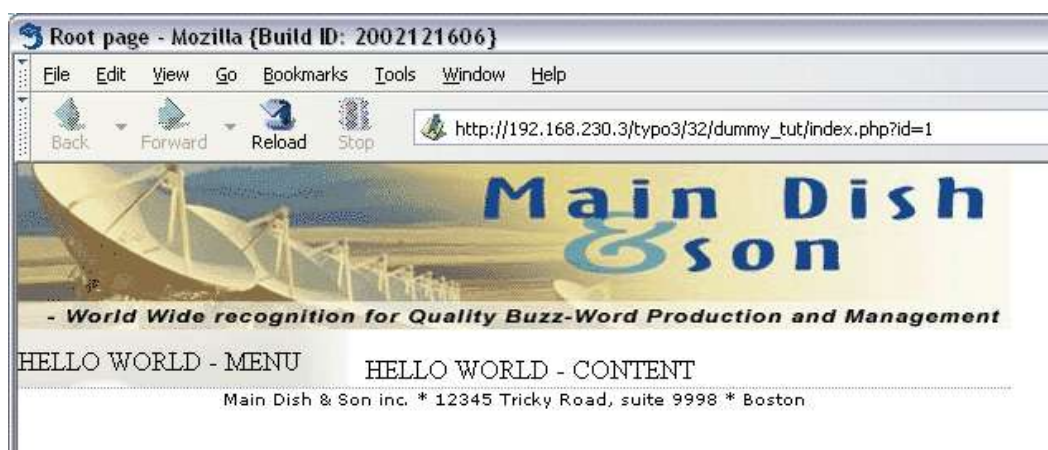 Root page - Mozilla {Build ID: 2002121606}
File Edit View Go Bookmarks Tools Window Help
Back Forward Reload Stop http://192.168.230.3/typo3/32/dummy_tut/index.php?id=1
Main Dish
& son
- World Wide recognition for Quality Buzz-Word Production and Management
HELLO WORLD - MENU HELLO WORLD - CONTENT
Main Dish & Son inc. * 12345 Tricky Road, suite 9998 * Boston